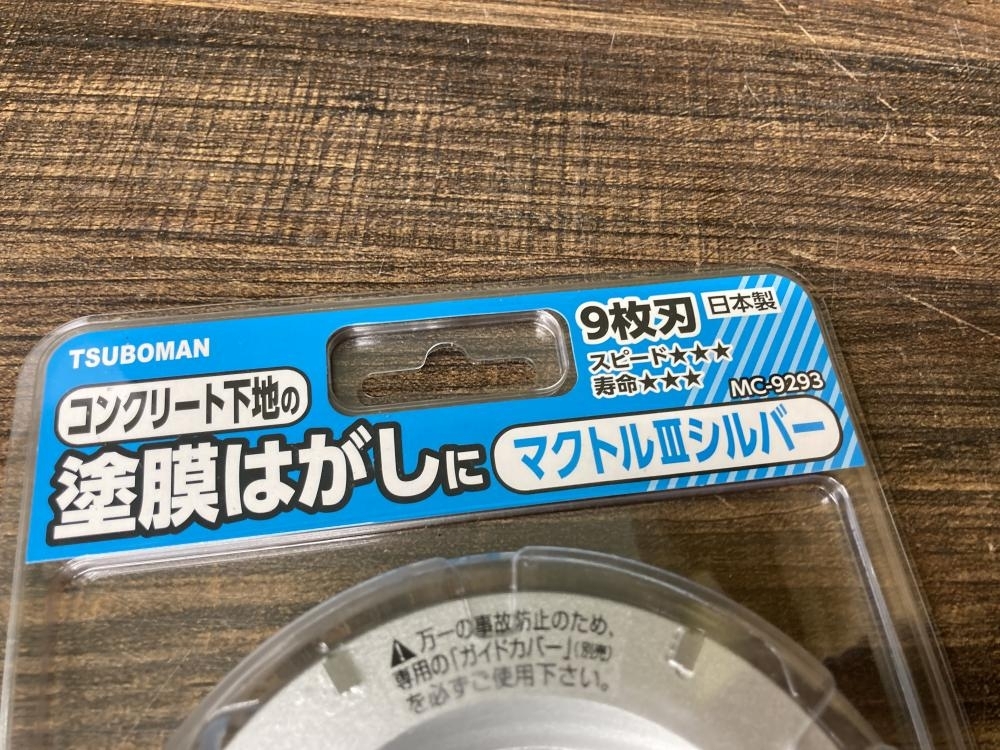 TSUBOMAN
コンクリート下地の
塗膜はがしに
9枚刃 日本製
スピード★★★
寿命★★★
MC-9293
マクトルⅢシルバー
⚠万一の事故防止のため、
専用の「ガイドカバー」(別売)
を必ずご使用下さい。